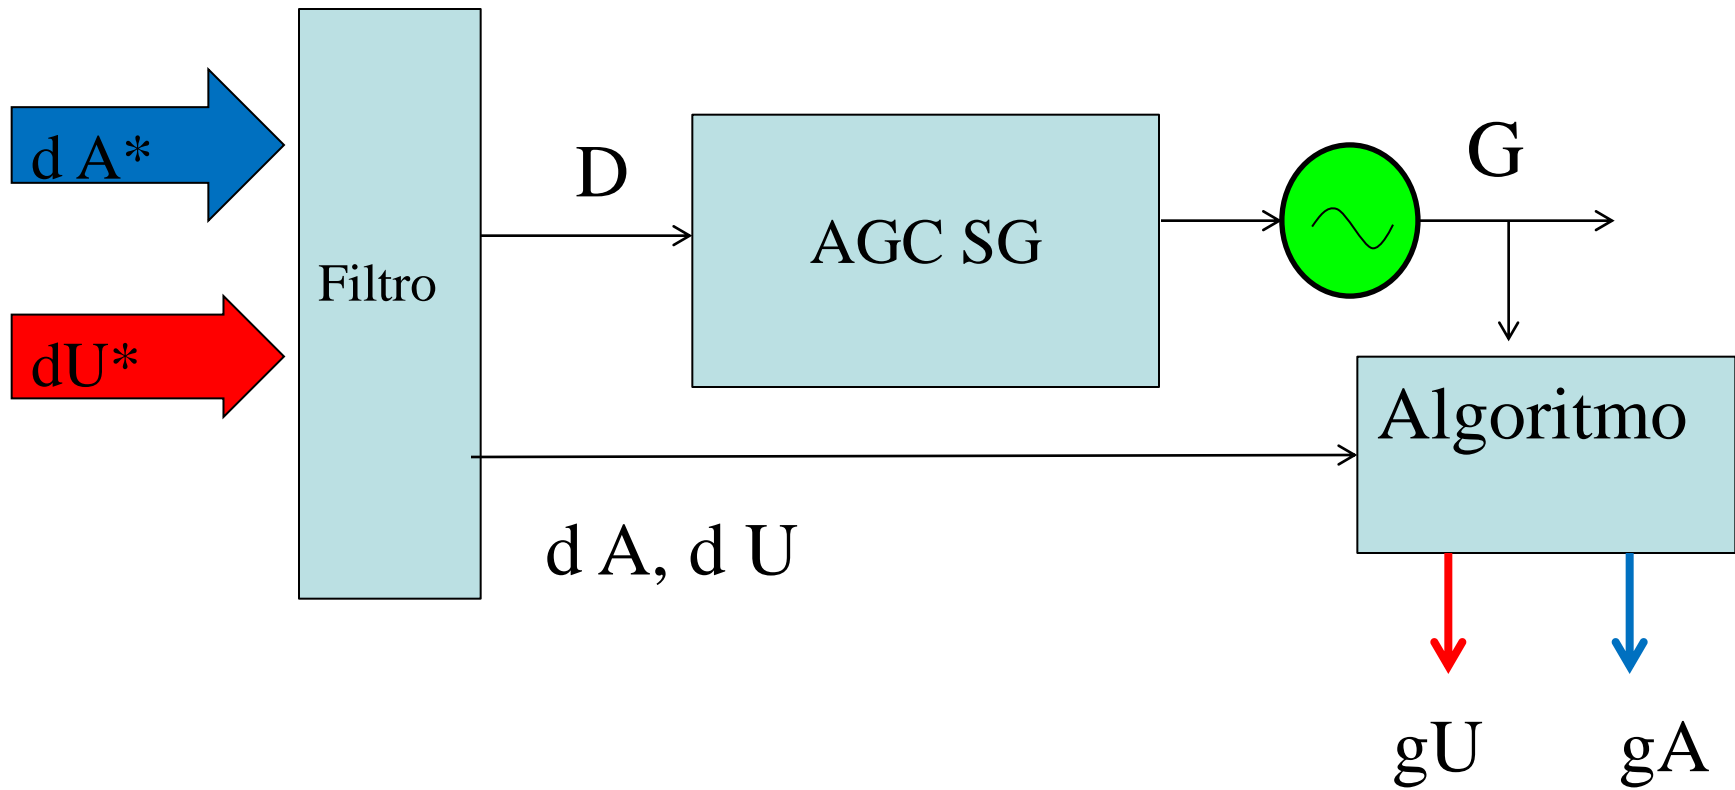 d A*
dU*
Filtro
D
AGC SG
G
Algoritmo
d A, d U
gU
gA